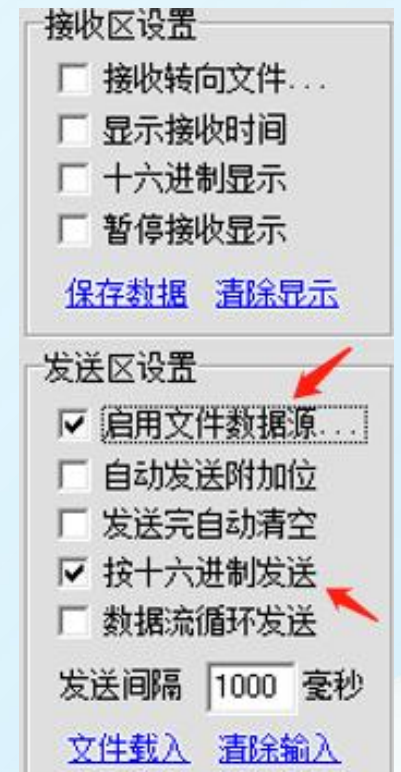 接收区设置
接收转向文件...
显示接收时间
十六进制显示
暂停接收显示
保存数据 清除显示
发送区设置
启用文件数据源...
自动发送附加位
发送完自动清空
按十六进制发送
数据流循环发送
发送间隔 1000 毫秒
文件载入 清除输入